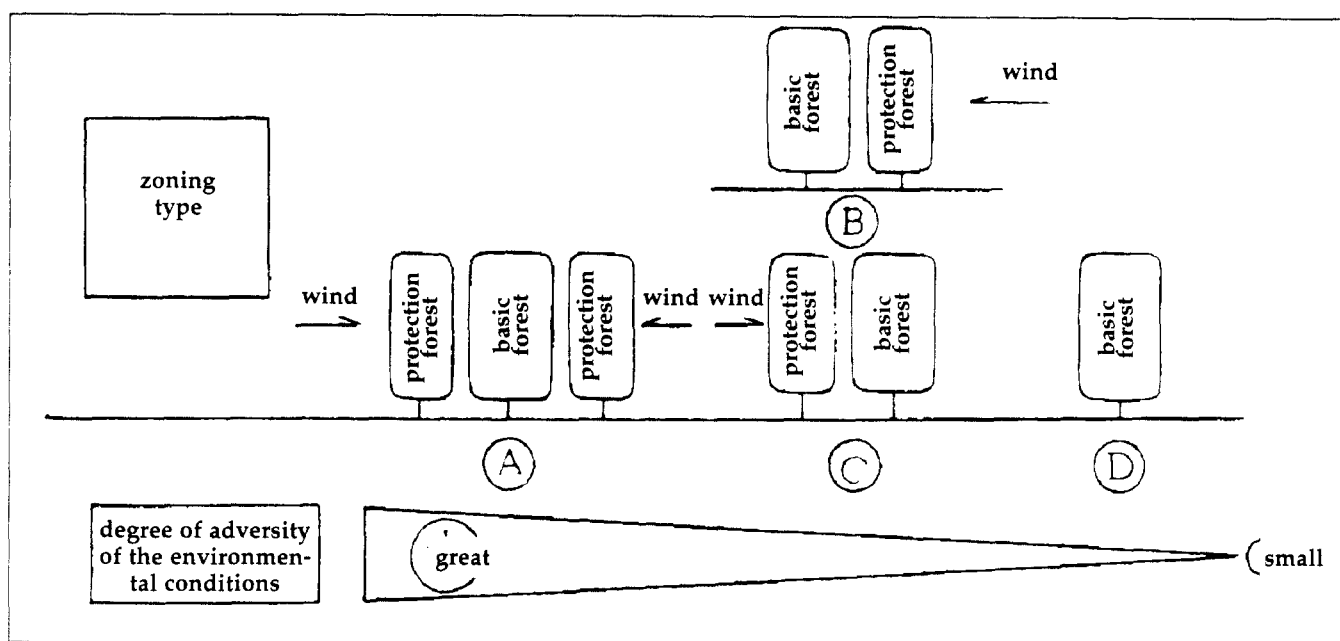 basic
forest
protection
forest
wind
zoning
type
B
wind
protection
forest
basic
forest
protection
forest
wind wind
protection
forest
basic
forest
basic
forest
A
C
D
degree of adversity
of the environmen-
tal conditions
great
small